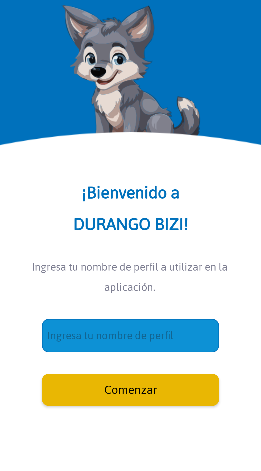 ¡Bienvenido a
DURANGO BIZI!
Ingresa tu nombre de perfil a utilizar en la
aplicación.
Ingresa tu nombre de perfil
Comenzar